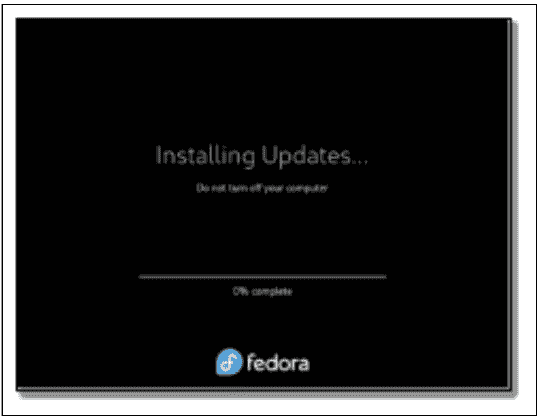 Installing Updates...
Do not turn off your computer
0% complete
fedora